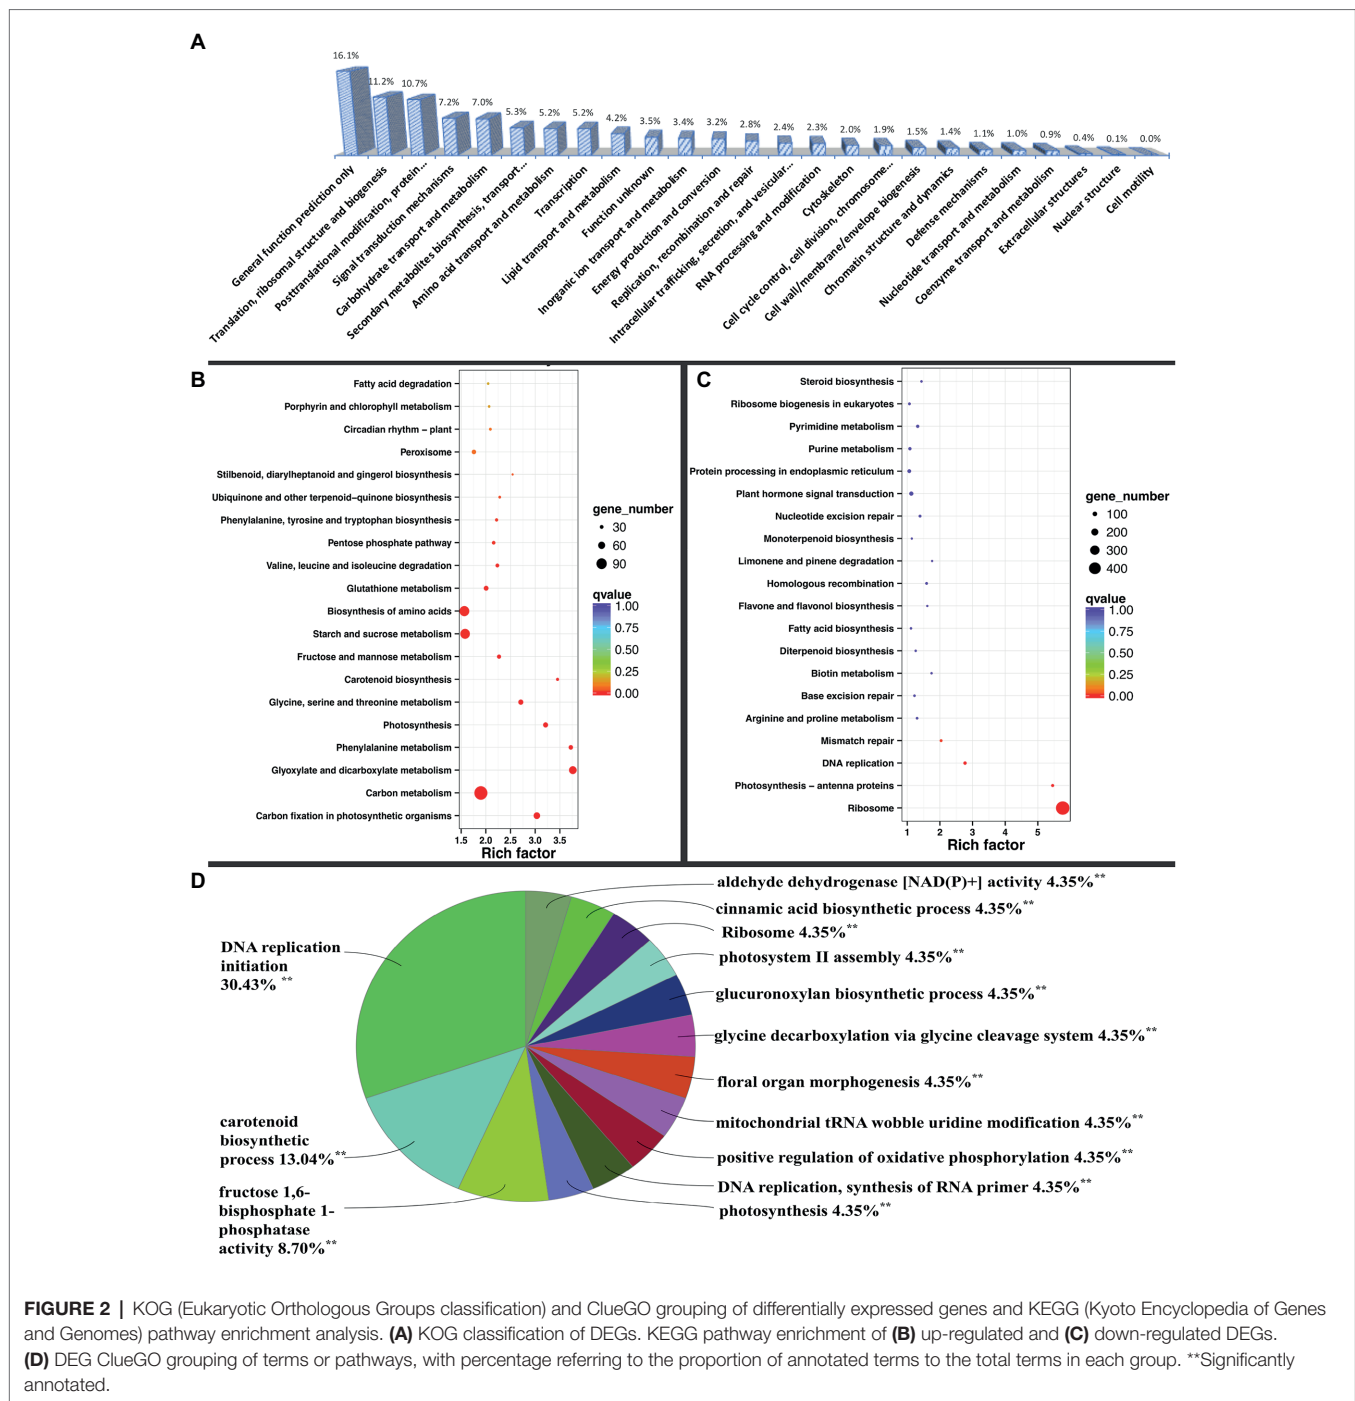 A
16.1%
11.2%
10.7%
7.2%
7.0%
5.3%
5.2%
5.2%
4.2%
3.5%
3.4%
3.2%
2.8%
2.4%
2.3%
2.0%
1.9%
1.5%
1.4%
1.1%
1.0%
0.9%
0.4%
0.1%
0.0%
General function prediction only
Translation, ribosomal structure and biogenesis
Posttranslational modification, protein...
Signal transduction mechanisms
Carbohydrate transport and metabolism
Secondary metabolites biosynthesis, transport...
Amino acid transport and metabolism
Transcription
Lipid transport and metabolism
Function unknown
Inorganic ion transport and metabolism
Energy production and conversion
Replication, recombination and repair
Intracellular trafficking, secretion, and vesicular...
RNA processing and modification
Cytoskeleton
Cell cycle control, cell division, chromosome...
Cell wall/membrane/envelope biogenesis
Chromatin structure and dynamics
Defense mechanisms
Nucleotide transport and metabolism
Coenzyme transport and metabolism
Extracellular structures
Nuclear structure
Cell motility
B
Fatty acid degradation
Porphyrin and chlorophyll metabolism
Circadian rhythm – plant
Peroxisome
Stilbenoid, diarylheptanoid and gingerol biosynthesis
Ubiquinone and other terpenoid–quinone biosynthesis
Phenylalanine, tyrosine and tryptophan biosynthesis
Pentose phosphate pathway
Valine, leucine and isoleucine degradation
Glutathione metabolism
Biosynthesis of amino acids
Starch and sucrose metabolism
Fructose and mannose metabolism
Carotenoid biosynthesis
Glycine, serine and threonine metabolism
Photosynthesis
Phenylalanine metabolism
Glyoxylate and dicarboxylate metabolism
Carbon metabolism
Carbon fixation in photosynthetic organisms
1.5 2.0 2.5 3.0 3.5
Rich factor
gene_number
30
60
90
qvalue
1.00
0.75
0.50
0.25
0.00
C
Steroid biosynthesis
Ribosome biogenesis in eukaryotes
Pyrimidine metabolism
Purine metabolism
Protein processing in endoplasmic reticulum
Plant hormone signal transduction
Nucleotide excision repair
Monoterpenoid biosynthesis
Limonene and pinene degradation
Homologous recombination
Flavone and flavonol biosynthesis
Fatty acid biosynthesis
Diterpenoid biosynthesis
Biotin metabolism
Base excision repair
Arginine and proline metabolism
Mismatch repair
DNA replication
Photosynthesis – antenna proteins
Ribosome
1 2 3 4 5
Rich factor
gene_number
100
200
300
400
qvalue
1.00
0.75
0.50
0.25
0.00
D
DNA replication
initiation
30.43% **
carotenoid
biosynthetic
process 13.04%**
fructose 1,6-
bisphosphate 1-
phosphatase
activity 8.70%**
aldehyde dehydrogenase [NAD(P)+] activity 4.35%**
cinnamic acid biosynthetic process 4.35%**
Ribosome 4.35%**
photosystem II assembly 4.35%**
glucuronoxylan biosynthetic process 4.35%**
glycine decarboxylation via glycine cleavage system 4.35%**
floral organ morphogenesis 4.35%**
mitochondrial tRNA wobble uridine modification 4.35%**
positive regulation of oxidative phosphorylation 4.35%**
DNA replication, synthesis of RNA primer 4.35%**
photosynthesis 4.35%**
FIGURE 2 | KOG (Eukaryotic Orthologous Groups classification) and ClueGO grouping of differentially expressed genes and KEGG (Kyoto Encyclopedia of Genes
and Genomes) pathway enrichment analysis. (A) KOG classification of DEGs. KEGG pathway enrichment of (B) up-regulated and (C) down-regulated DEGs.
(D) DEG ClueGO grouping of terms or pathways, with percentage referring to the proportion of annotated terms to the total terms in each group. **Significantly
annotated.